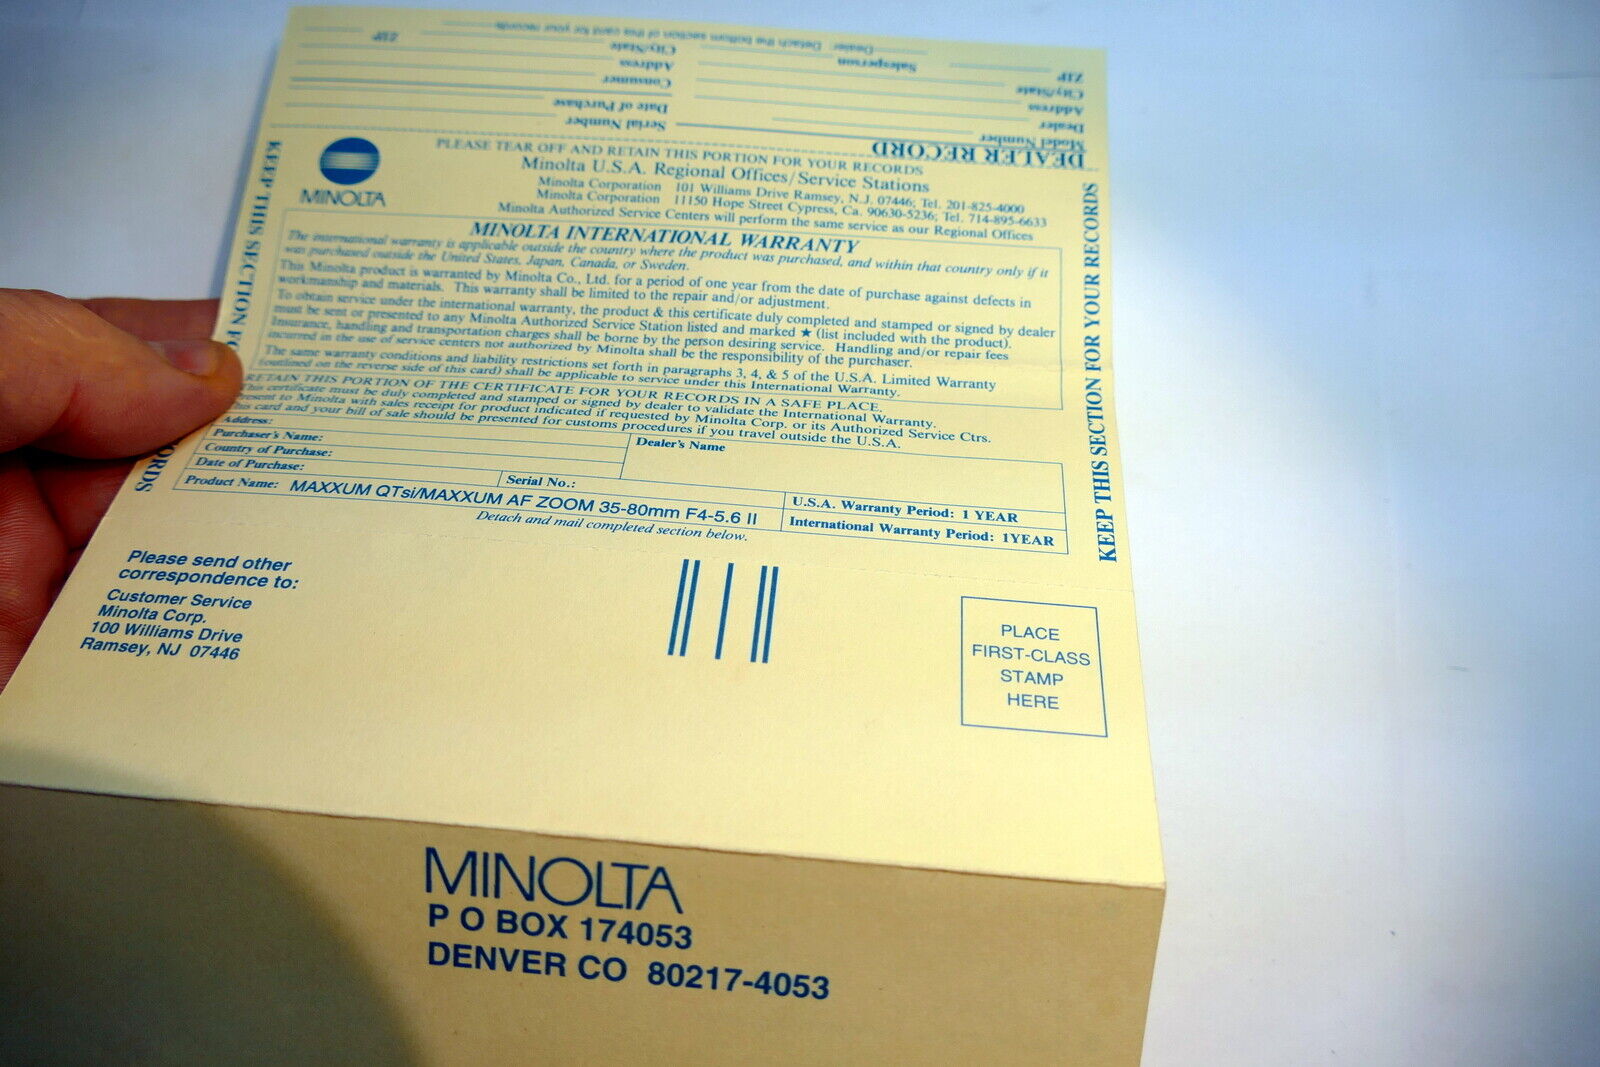 Detach the bottom section of this card for your records
Dealer
ZIP
City/State
Salesperson
Address
ZIP
Consumer
City/State
Address
Date of Purchase
Dealer
Serial Number
Model Number
DEALER RECORD
PLEASE TEAR OFF AND RETAIN THIS PORTION FOR YOUR RECORDS
MINOLTA
Minolta U.S.A. Regional Offices/Service Stations
Minolta Corporation 101 Williams Drive Ramsey, N.J. 07446; Tel. 201-825-4000
Minolta Corporation 11150 Hope Street Cypress, Ca. 90630-5236; Tel. 714-895-6633
Minolta Authorized Service Centers will perform the same service as our Regional Offices
MINOLTA INTERNATIONAL WARRANTY
The international warranty is applicable outside the country where the product was purchased, and within that country only if it
was purchased outside the United States, Japan, Canada, or Sweden.
This Minolta product is warranted by Minolta Co., Ltd. for a period of one year from the date of purchase against defects in
workmanship and materials. This warranty shall be limited to the repair and/or adjustment.
To obtain service under the international warranty, the product & this certificate duly completed and stamped or signed by dealer
must be sent or presented to any Minolta Authorized Service Station listed and marked ★ (list included with the product).
Insurance, handling and transportation charges shall be borne by the person desiring service. Handling and/or repair fees
incurred in the use of service centers not authorized by Minolta shall be the responsibility of the purchaser.
The same warranty conditions and liability restrictions set forth in paragraphs 3, 4, & 5 of the U.S.A. Limited Warranty
(outlined on the reverse side of this card) shall be applicable to service under this International Warranty.
RETAIN THIS PORTION OF THE CERTIFICATE FOR YOUR RECORDS IN A SAFE PLACE.
This certificate must be duly completed and stamped or signed by dealer to validate the International Warranty.
Present to Minolta with sales receipt for product indicated if requested by Minolta Corp. or its Authorized Service Ctrs.
This card and your bill of sale should be presented for customs procedures if you travel outside the U.S.A.
Address:
Purchaser's Name:
Dealer's Name
Country of Purchase:
Date of Purchase:
Serial No.:
U.S.A. Warranty Period: 1 YEAR
Product Name: MAXXUM QTsi/MAXXUM AF ZOOM 35-80mm F4-5.6 II
International Warranty Period: 1YEAR
Detach and mail completed section below.
KEEP THIS SECTION FO
ORDS
KEEP THIS SECTION FOR YOUR RECORDS
Please send other
correspondence to:
Customer Service
Minolta Corp.
100 Williams Drive
Ramsey, NJ 07446
PLACE
FIRST-CLASS
STAMP
HERE
MINOLTA
P O BOX 174053
DENVER CO 80217-4053